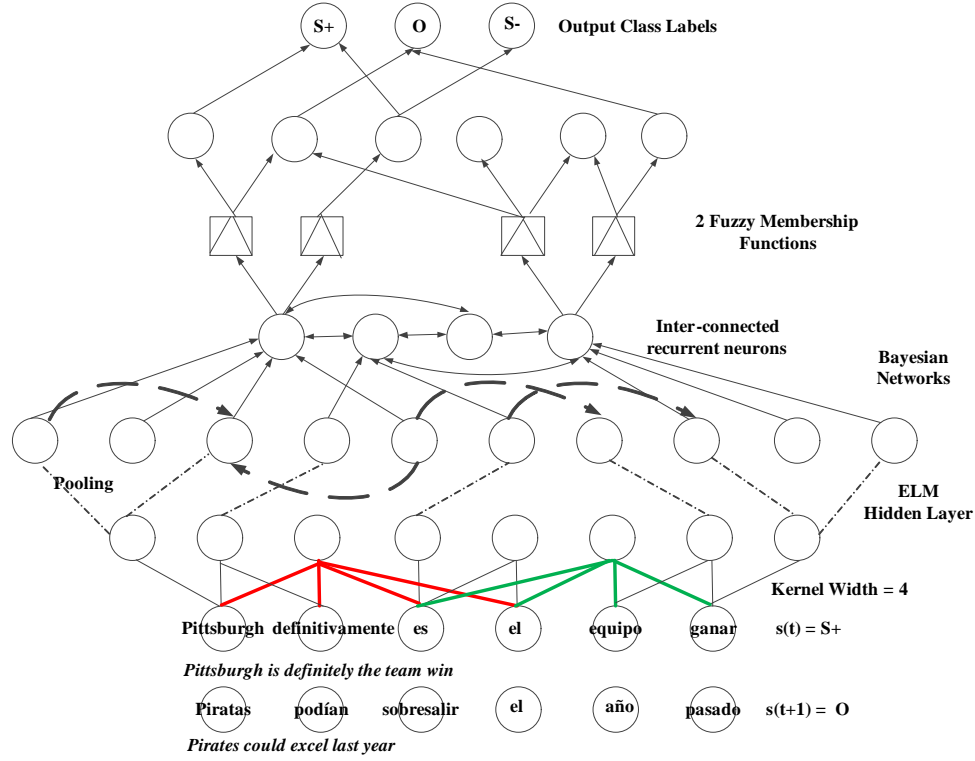 S+ O S- Output Class Labels
2 Fuzzy Membership
Functions
Inter-connected
recurrent neurons
Bayesian
Networks
Pooling
ELM
Hidden Layer
Kernel Width = 4
Pittsburgh definitivamente es el equipo ganar s(t) = S+
Pittsburgh is definitely the team win
Piratas podían sobresalir el año pasado s(t+1) = O
Pirates could excel last year